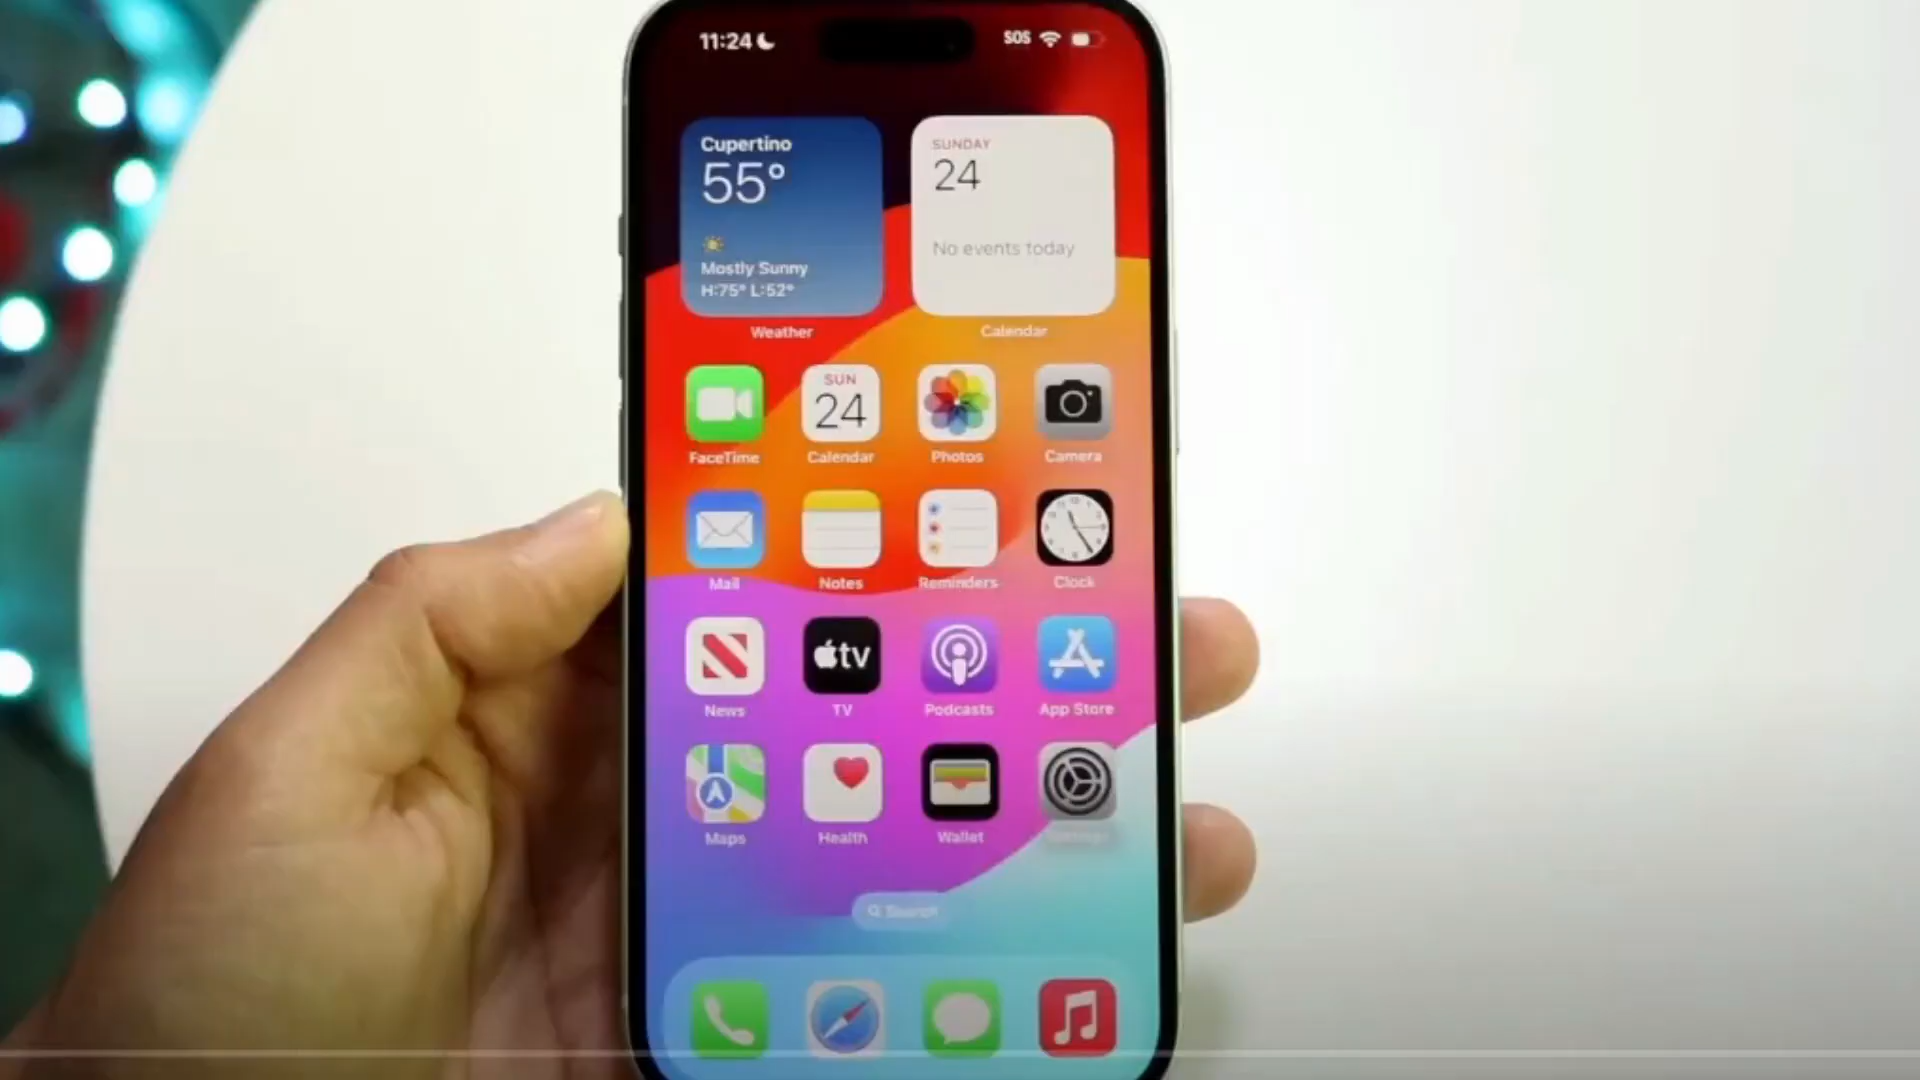 11:24
SOS
Cupertino
55°
Mostly Sunny
H:75° L:52°
Weather
SUNDAY
24
No events today
Calendar
FaceTime
SUN
24
Calendar
Photos
Camera
Mail
Notes
Reminders
Clock
News
tv
TV
Podcasts
App Store
Maps
Health
Wallet
Search